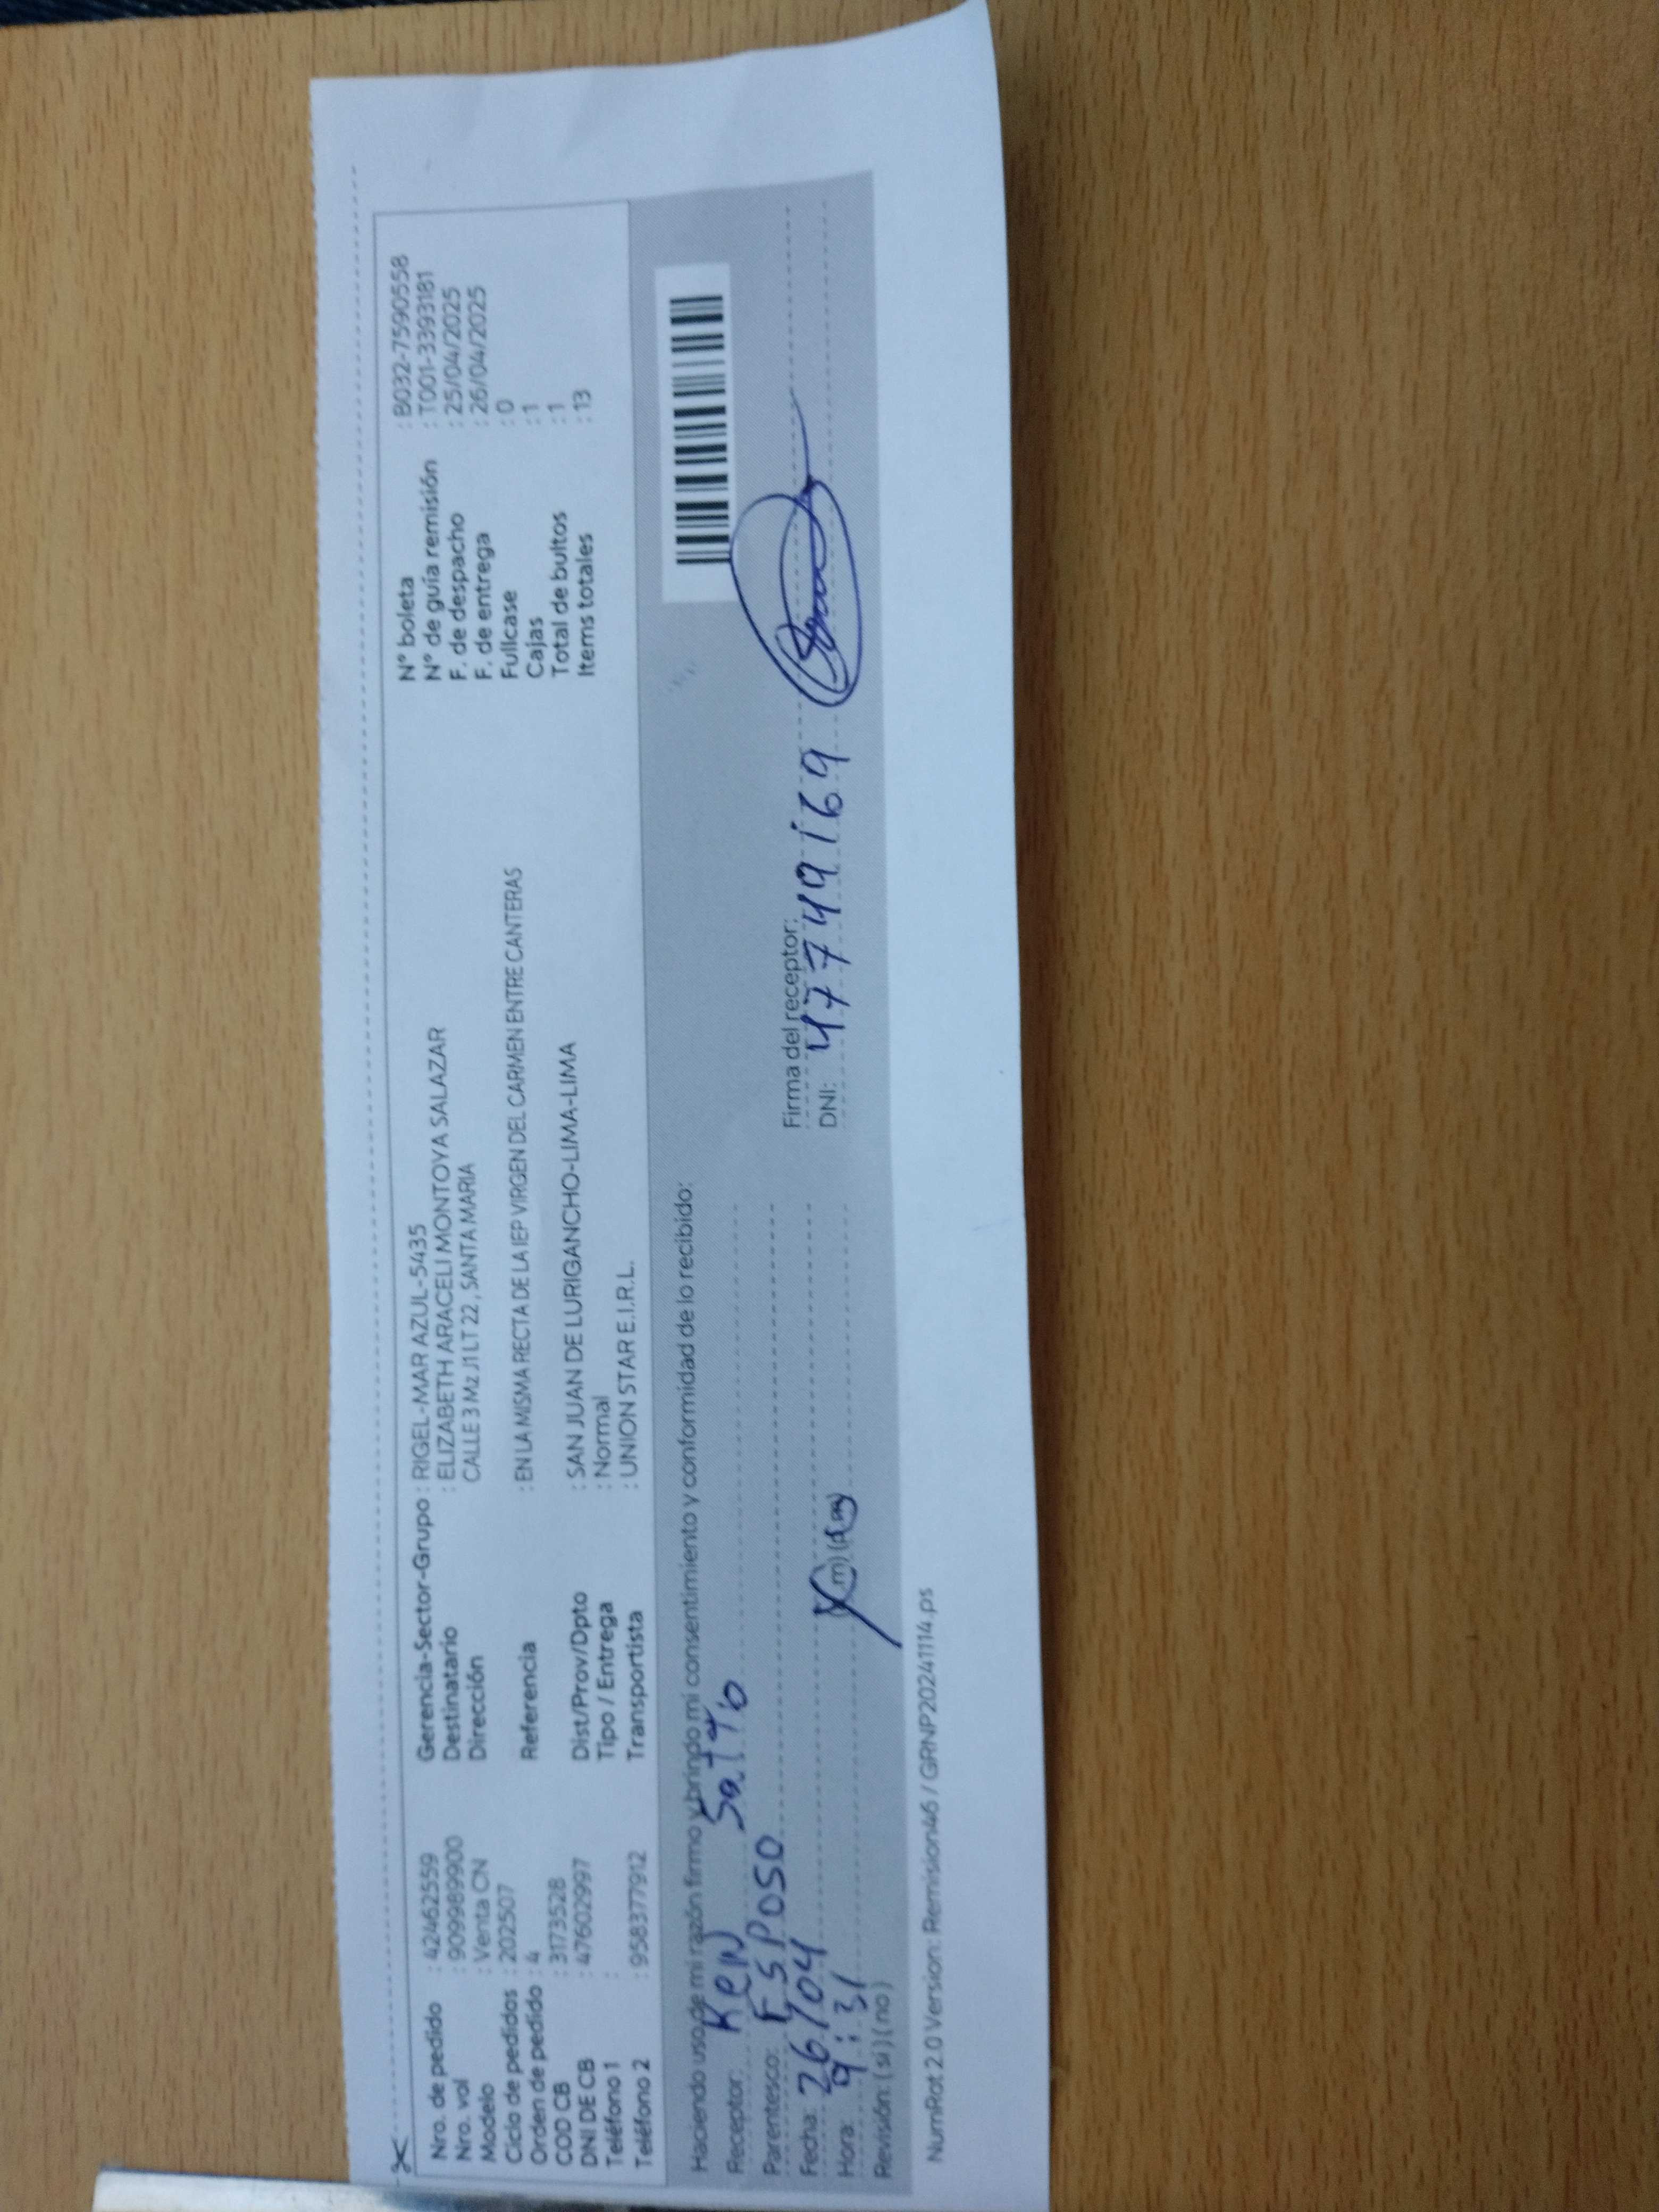 Nro. de pedido : 42462559
Nro. vol : 9099989900
Modelo : Venta CN
Ciclo de pedidos : 202507
Orden de pedido : 4
COD CB : 3173528
DNI DE CB : 47602997
Teléfono 1 :
Teléfono 2 : 958377912
Gerencia-Sector-Grupo : RIGEL-MAR AZUL-5435
Destinatario : ELIZABETH ARACELI MONTOYA SALAZAR
Dirección CALLE 3 Mz J1 LT 22 , SANTA MARIA
Referencia : EN LA MISMA RECTA DE LA IEP VIRGEN DEL CARMEN ENTRE CANTERAS
Dist/Prov/Dpto : SAN JUAN DE LURIGANCHO-LIMA-LIMA
Tipo / Entrega : Normal
Transportista : UNION STAR E.I.R.L.
N° boleta : B032-7590558
N° de guía remisión : T001-3393181
F. de despacho : 25/04/2025
F. de entrega : 26/04/2025
Fullcase : 0
Cajas : 1
Total de bultos : 1
Items totales : 13
Haciendo uso de mi razón firmo y brindo mi consentimiento y conformidad de lo recibido:
Receptor: Ken Satto
Parentesco: ESPOSO
Fecha: 26/04
Hora: 9:31
Revisión: (si) (no)
Firma del receptor:
DNI: 47749169
NumRot 2.0 Version: Remision46 / GRNP20241114.ps